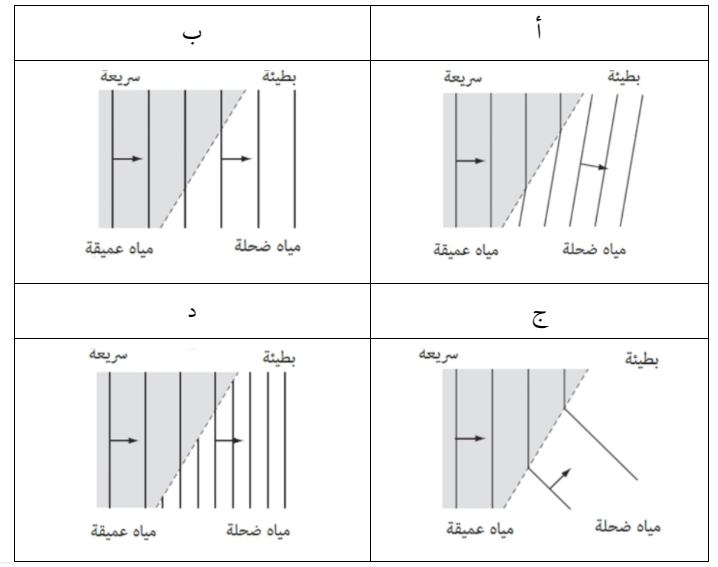 أ
ب
سريعة
بطيئة
مياه عميقة
مياه ضحلة
سريعة
بطيئة
مياه عميقة
مياه ضحلة
ج
د
سريعة
بطيئة
مياه عميقة
مياه ضحلة
سريعة
بطيئة
مياه عميقة
مياه ضحلة